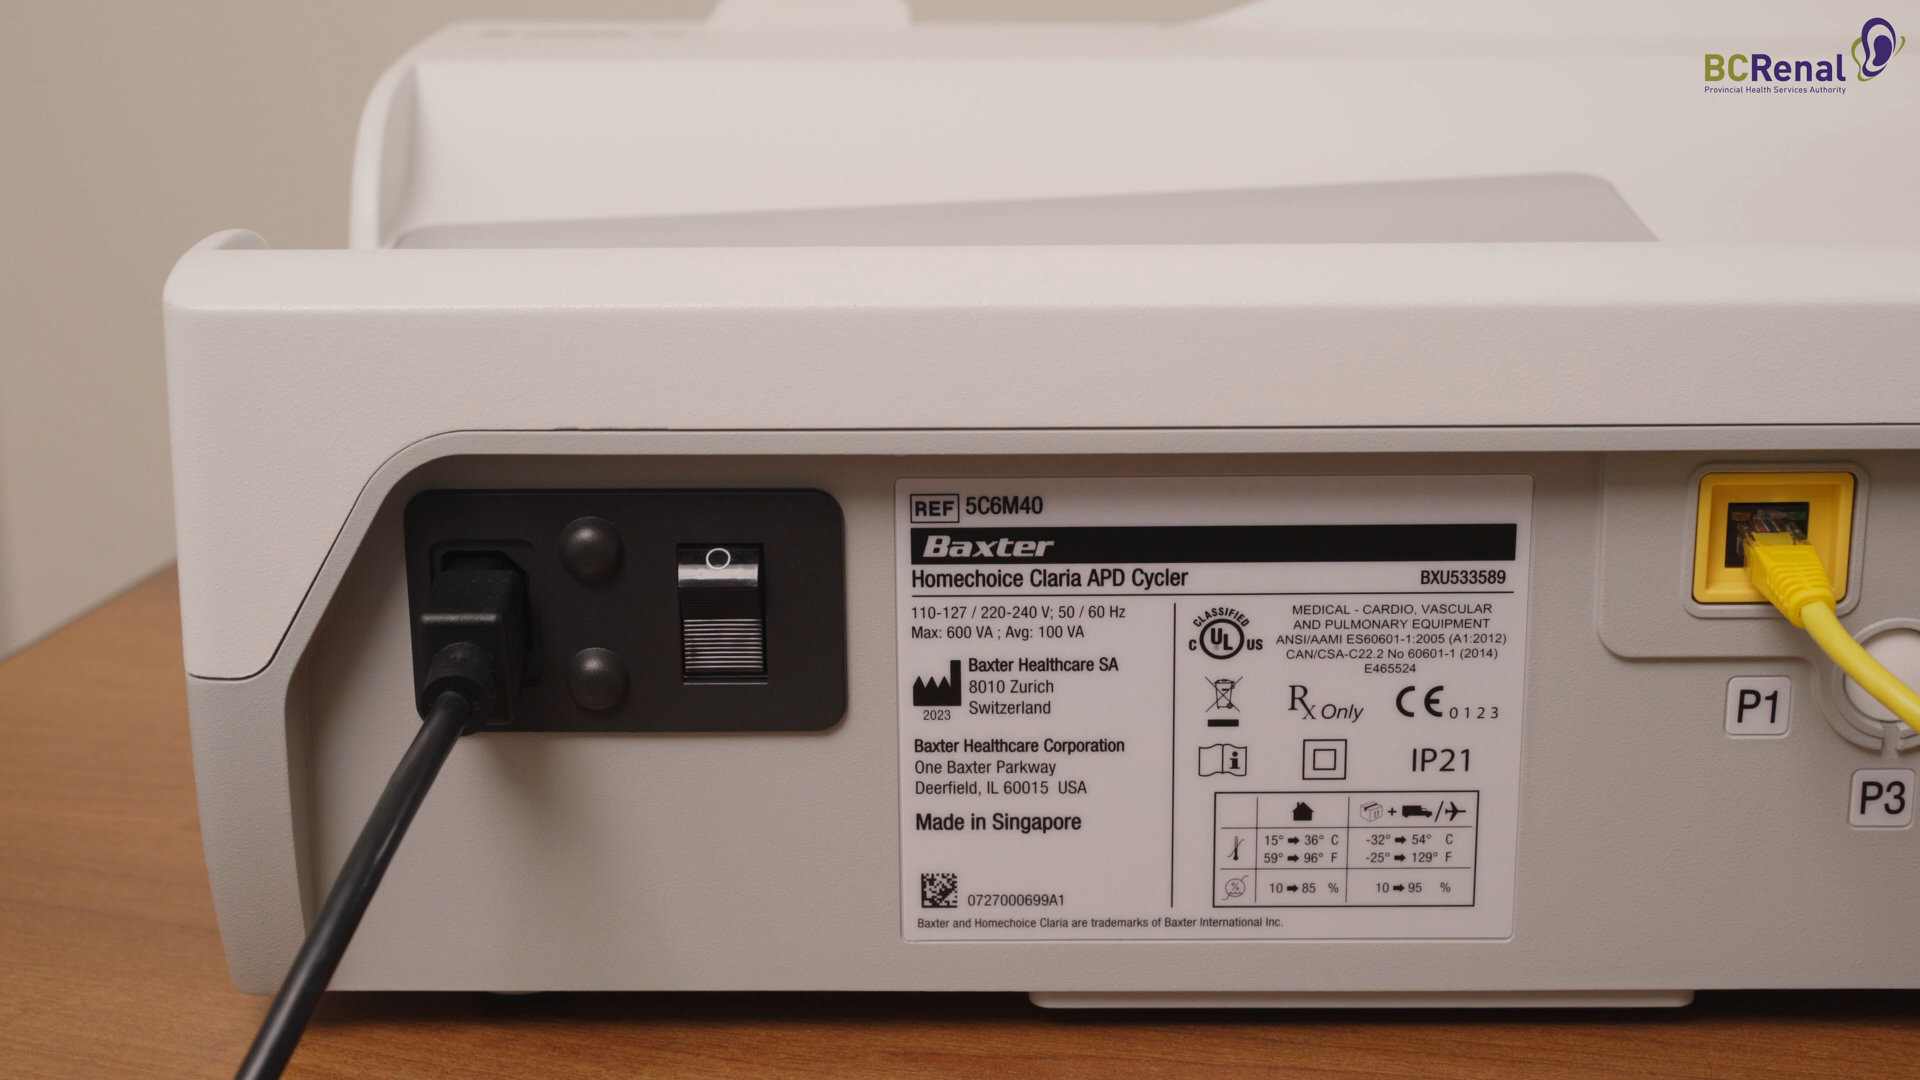 BCRenal
Provincial Health Services Authority
REF 5C6M40
Baxter
Homechoice Claria APD Cycler BXU533589
110-127 / 220-240 V; 50 / 60 Hz
Max: 600 VA ; Avg: 100 VA
Baxter Healthcare SA
8010 Zurich
Switzerland
2023
Baxter Healthcare Corporation
One Baxter Parkway
Deerfield, IL 60015 USA
Made in Singapore
0727000699A1
CLASSIFIED
C UL US
MEDICAL - CARDIO, VASCULAR
AND PULMONARY EQUIPMENT
ANSI/AAMI ES60601-1:2005 (A1:2012)
CAN/CSA-C22.2 No 60601-1 (2014)
E465524
Rx Only CE 0123
i IP21
+ /
15° ➡ 36° C -32° ➡ 54° C
59° ➡ 96° F -25° ➡ 129° F
% 10 ➡ 85 % 10 ➡ 95 %
Baxter and Homechoice Claria are trademarks of Baxter International Inc.
P1
P3